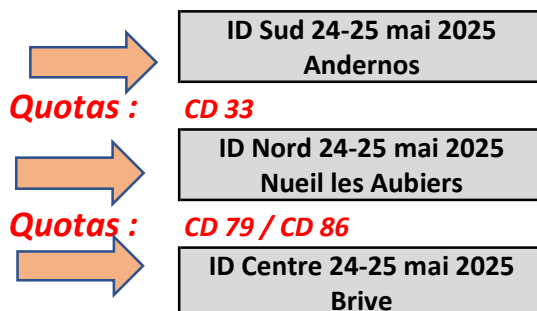 ID Sud 24-25 mai 2025
Andernos
Quotas : CD 33
ID Nord 24-25 mai 2025
Nueil les Aubiers
Quotas : CD 79 / CD 86
ID Centre 24-25 mai 2025
Brive